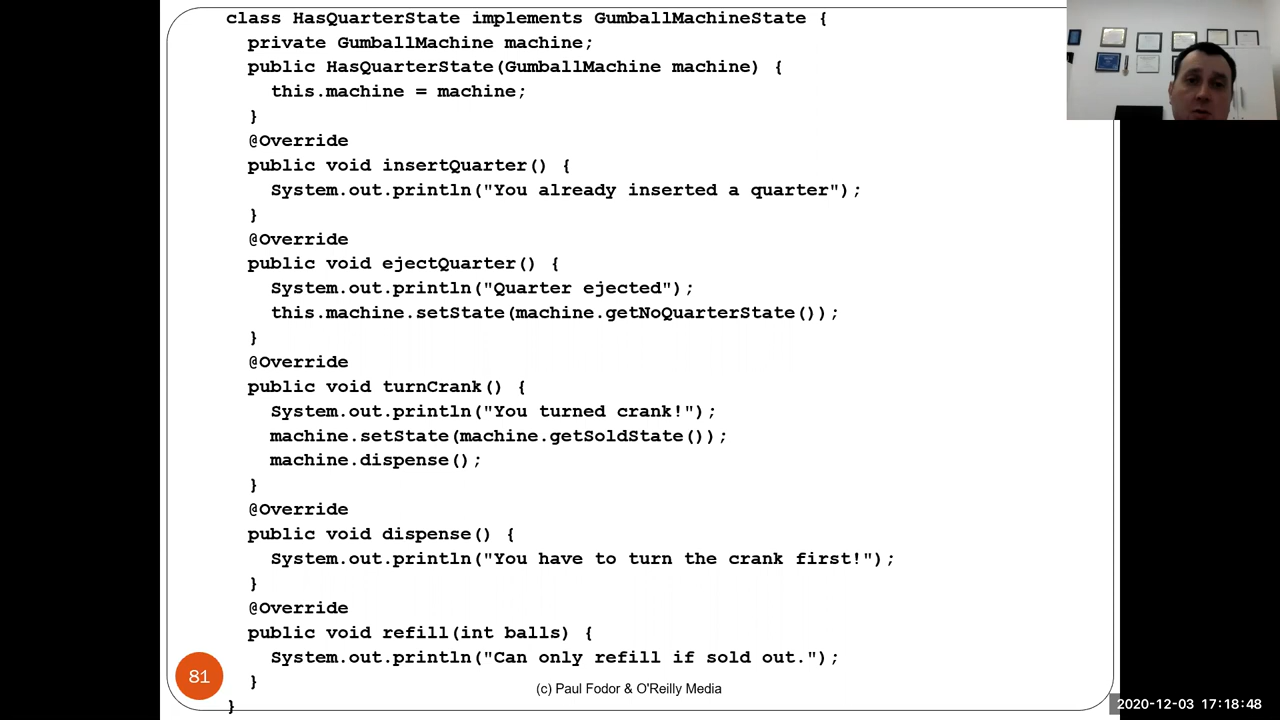 class HasQuarterState implements GumballMachineState {
private GumballMachine machine;
public HasQuarterState(GumballMachine machine) {
this.machine = machine;
}
@Override
public void insertQuarter() {
System.out.println("You already inserted a quarter");
}
@Override
public void ejectQuarter() {
System.out.println("Quarter ejected");
this.machine.setState(machine.getNoQuarterState());
}
@Override
public void turnCrank() {
System.out.println("You turned crank!");
machine.setState(machine.getSoldState());
machine.dispense();
}
@Override
public void dispense() {
System.out.println("You have to turn the crank first!");
}
@Override
public void refill(int balls) {
System.out.println("Can only refill if sold out.");
}
}
81
(c) Paul Fodor & O'Reilly Media
2020-12-03 17:18:48